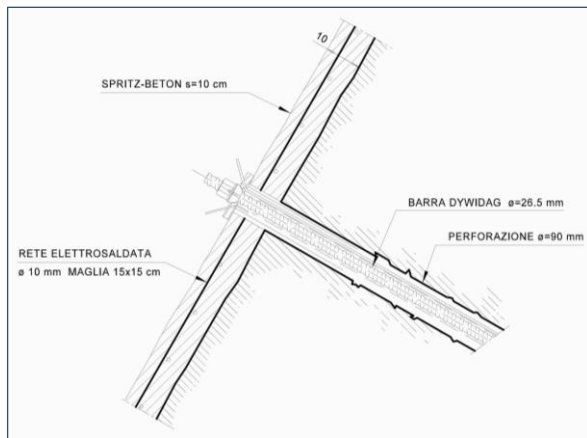 10
SPRITZ-BETON s=10 cm
BARRA DYWIDAG ø=26.5 mm
PERFORAZIONE ø=90 mm
RETE ELETTROSALDATA
ø 10 mm MAGLIA 15x15 cm